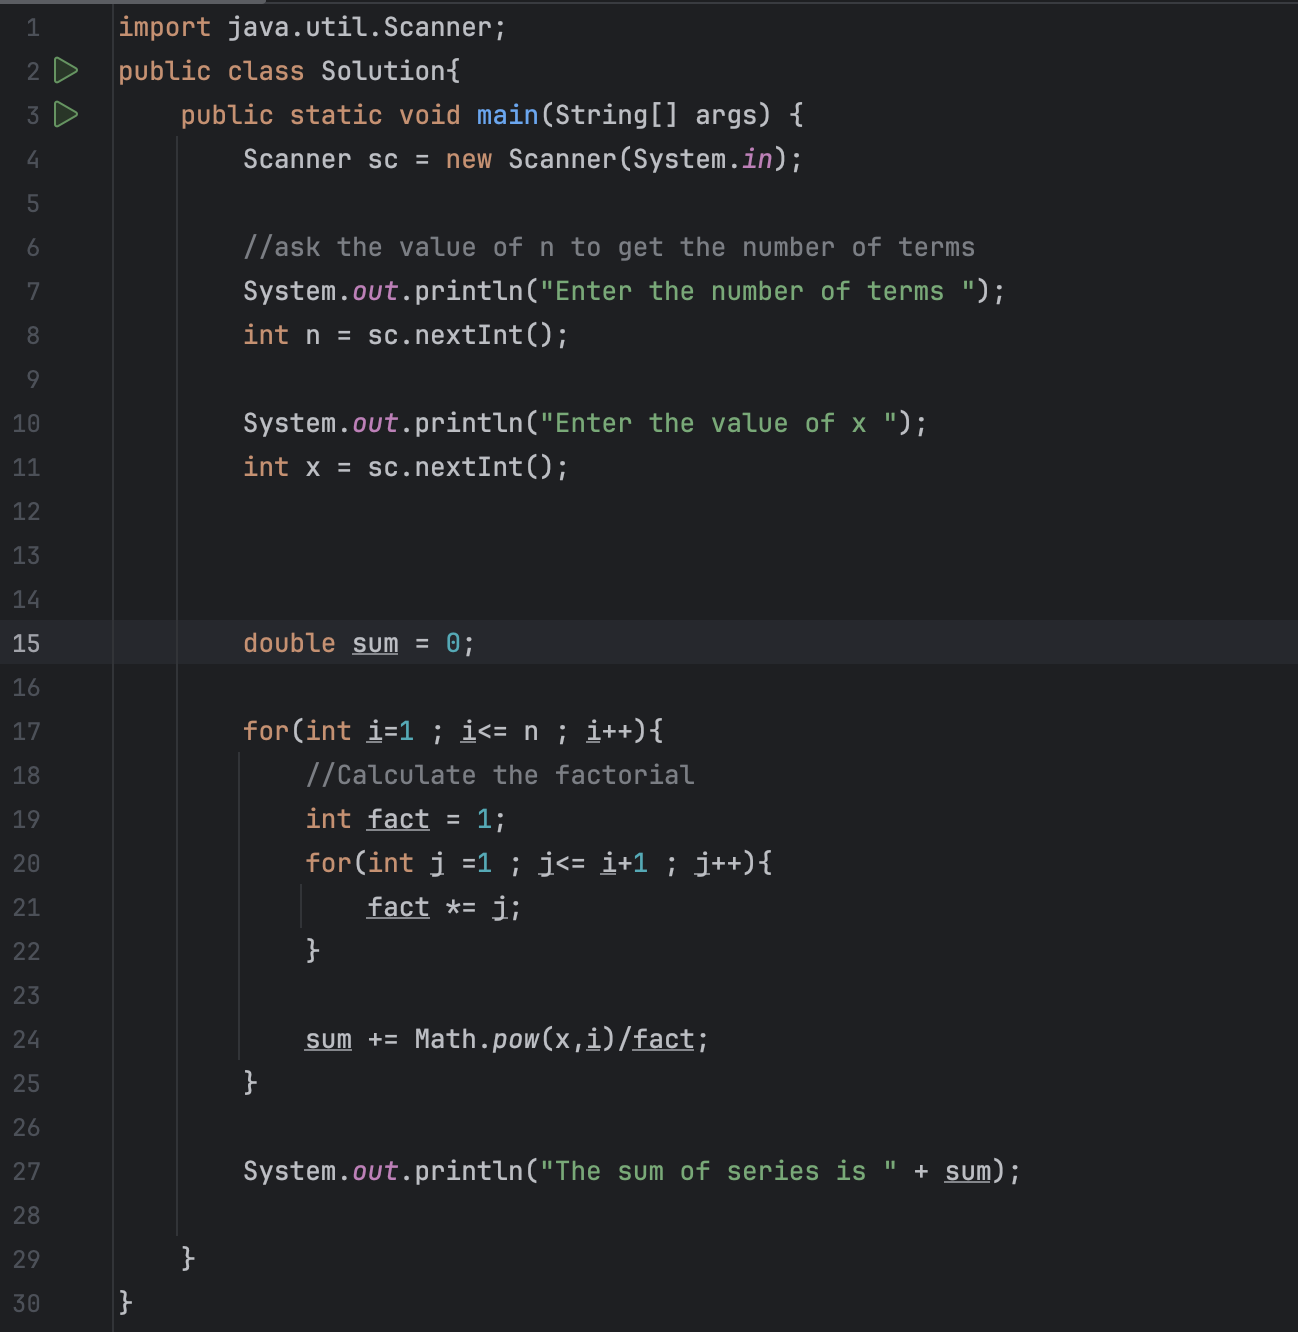 1 import java.util.Scanner;
2 public class Solution{
3     public static void main(String[] args) {
4         Scanner sc = new Scanner(System.in);
5
6         //ask the value of n to get the number of terms
7         System.out.println("Enter the number of terms ");
8         int n = sc.nextInt();
9
10         System.out.println("Enter the value of x ");
11         int x = sc.nextInt();
12
13
14
15         double sum = 0;
16
17         for(int i=1 ; i<= n ; i++){
18             //Calculate the factorial
19             int fact = 1;
20             for(int j =1 ; j<= i+1 ; j++){
21                 fact *= j;
22             }
23
24             sum += Math.pow(x,i)/fact;
25         }
26
27         System.out.println("The sum of series is " + sum);
28
29     }
30 }